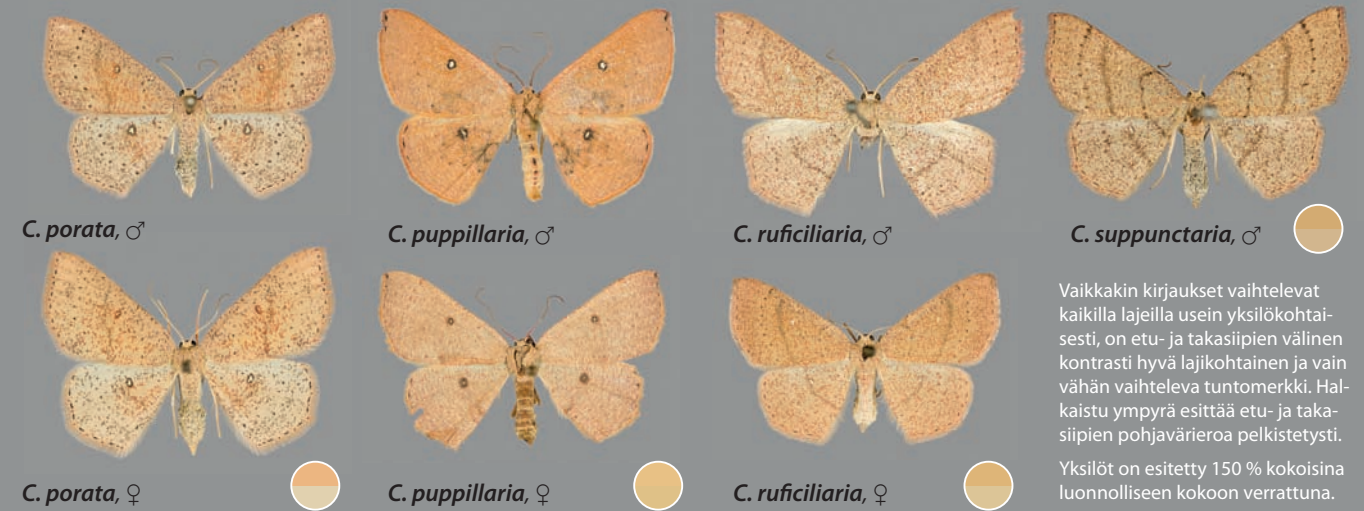 C. porata, ♂
C. puppillaria, ♂
C. ruficiliaria, ♂
C. suppunctaria, ♂
C. porata, ♀
C. puppillaria, ♀
C. ruficiliaria, ♀
Vaikkakin kirjaukset vaihtelevat
kaikilla lajeilla usein yksilökohtai-
sesti, on etu- ja takasiipien välinen
kontrasti hyvä lajikohtainen ja vain
vähän vaihteleva tuntomerkki. Hal-
kaistu ympyrä esittää etu- ja taka-
siipien pohjavärieroa pelkistetysti.
Yksilöt on esitetty 150 % kokoisina
luonnolliseen kokoon verrattuna.